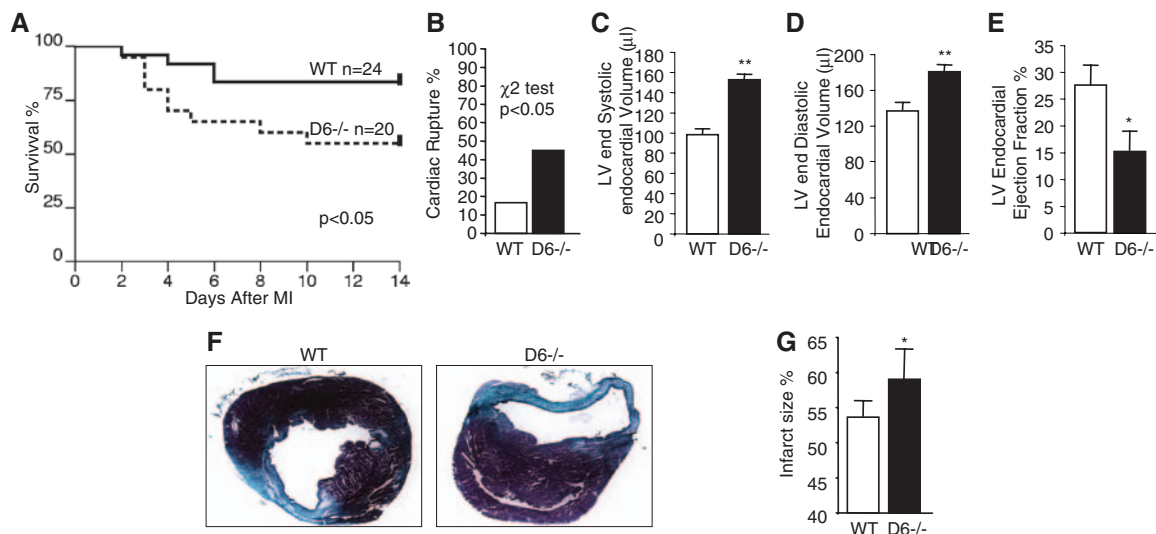 A
100
75
50
25
0
Survivval %
WT n=24
D6-/- n=20
p<0.05
0 2 4 6 8 10 12 14
Days After MI
B
100
90
80
70
60
50
40
30
20
10
0
Cardiac Rupture %
χ2 test
p<0.05
WT D6-/-
C
180
160
140
120
100
80
60
40
20
0
LV end Systolic
endocardial Volume (μl)
**
WT D6-/-
D
200
160
120
80
40
0
LV end Diastolic
Endocardial Volume (μl)
**
WT D6-/-
E
35
30
25
20
15
10
5
0
LV Endocardial
Ejection Fraction %
*
WT D6-/-
F
WT
D6-/-
G
65
60
55
50
45
40
Infarct size %
*
WT D6-/-